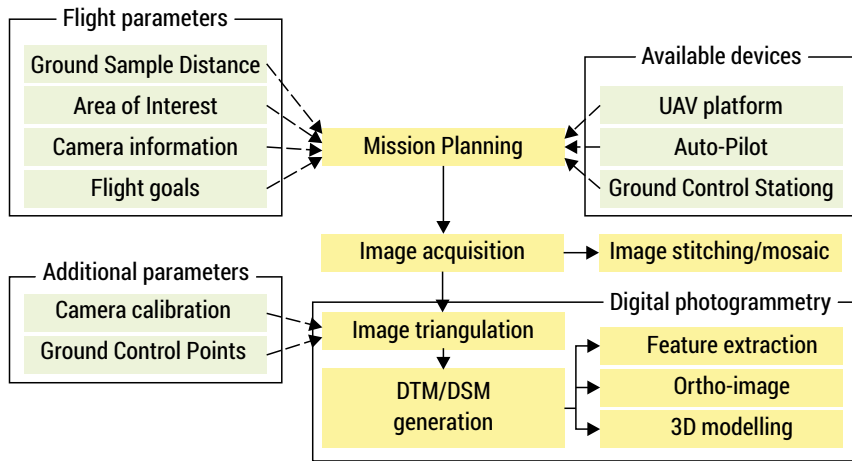 Flight parameters
Ground Sample Distance
Area of Interest
Camera information
Flight goals
Available devices
UAV platform
Auto-Pilot
Ground Control Stationg
Mission Planning
Image acquisition
Image stitching/mosaic
Additional parameters
Camera calibration
Ground Control Points
Digital photogrammetry
Image triangulation
DTM/DSM
generation
Feature extraction
Ortho-image
3D modelling